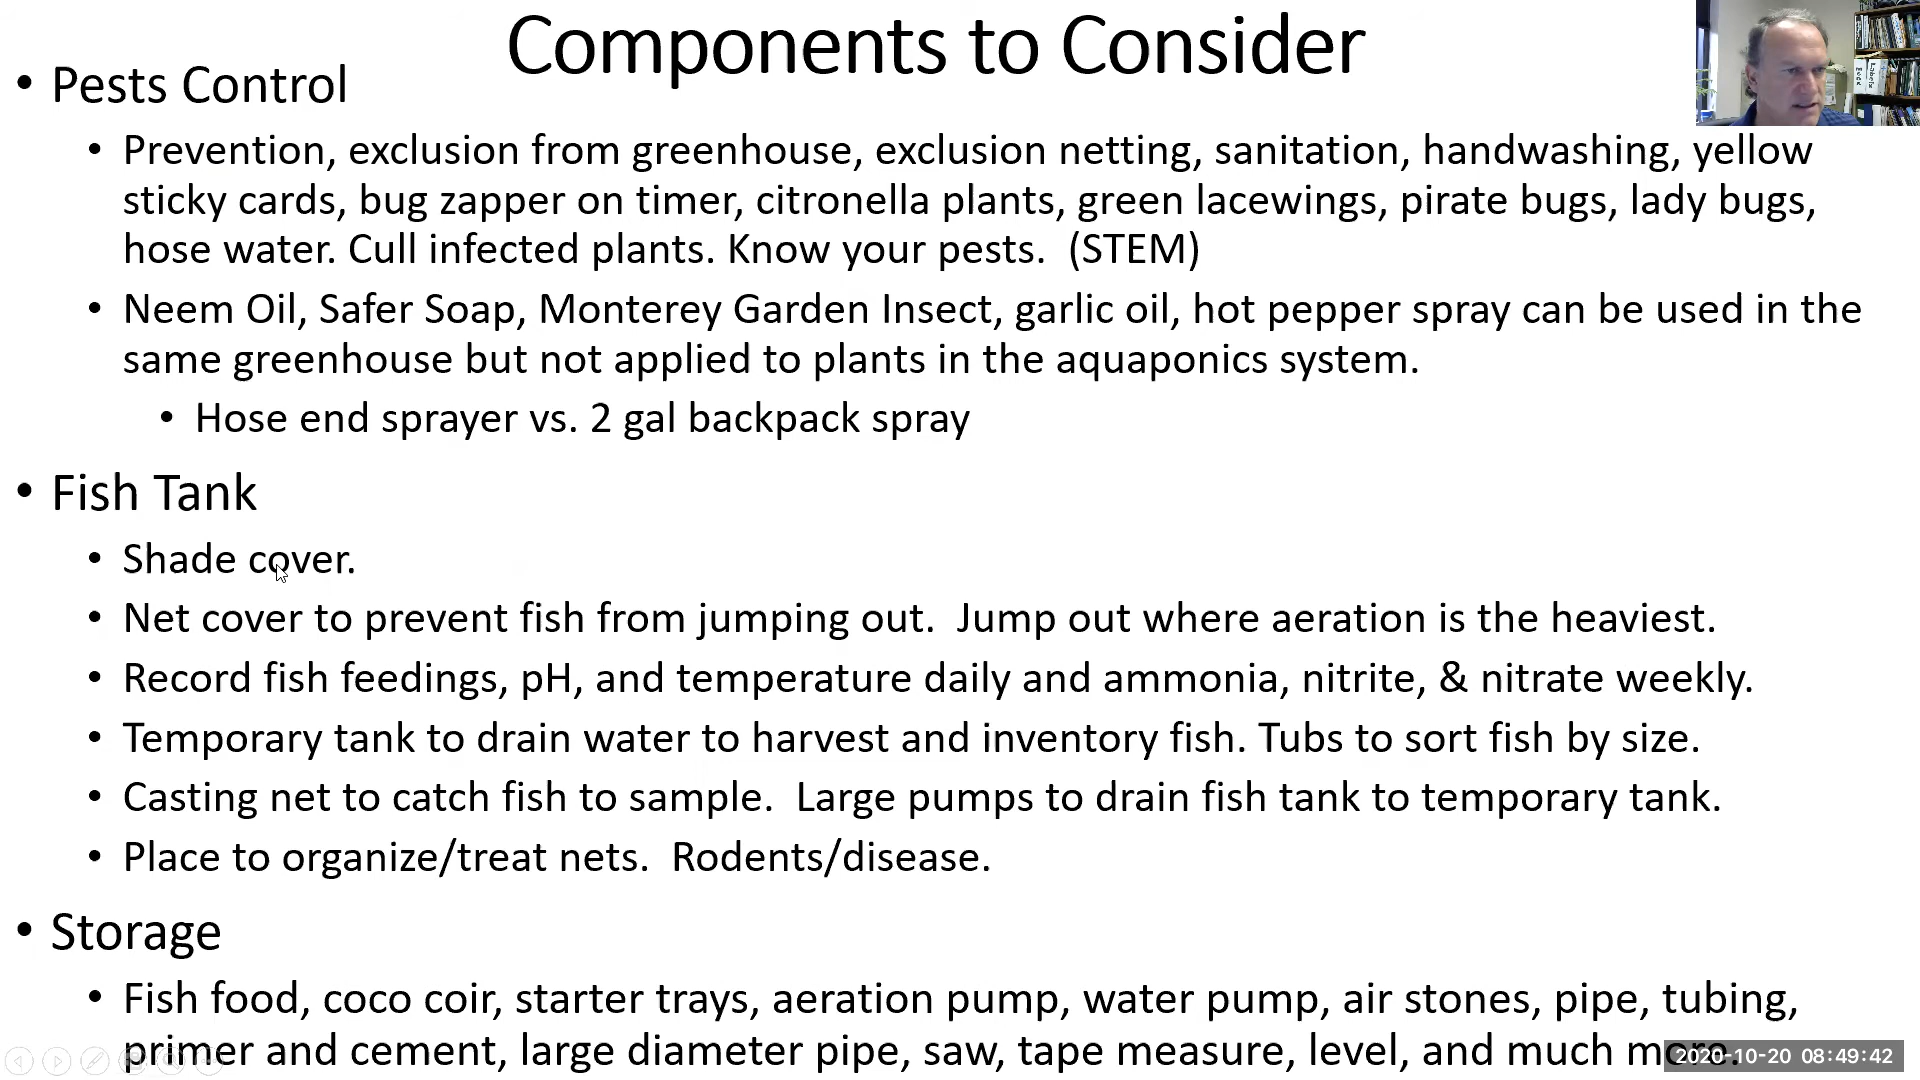 Components to Consider
• Pests Control
• Prevention, exclusion from greenhouse, exclusion netting, sanitation, handwashing, yellow
sticky cards, bug zapper on timer, citronella plants, green lacewings, pirate bugs, lady bugs,
hose water. Cull infected plants. Know your pests.  (STEM)
• Neem Oil, Safer Soap, Monterey Garden Insect, garlic oil, hot pepper spray can be used in the
same greenhouse but not applied to plants in the aquaponics system.
• Hose end sprayer vs. 2 gal backpack spray
• Fish Tank
• Shade cover.
• Net cover to prevent fish from jumping out.  Jump out where aeration is the heaviest.
• Record fish feedings, pH, and temperature daily and ammonia, nitrite, & nitrate weekly.
• Temporary tank to drain water to harvest and inventory fish. Tubs to sort fish by size.
• Casting net to catch fish to sample.  Large pumps to drain fish tank to temporary tank.
• Place to organize/treat nets.  Rodents/disease.
• Storage
• Fish food, coco coir, starter trays, aeration pump, water pump, air stones, pipe, tubing,
primer and cement, large diameter pipe, saw, tape measure, level, and much more.
2020-10-20 08:49:42